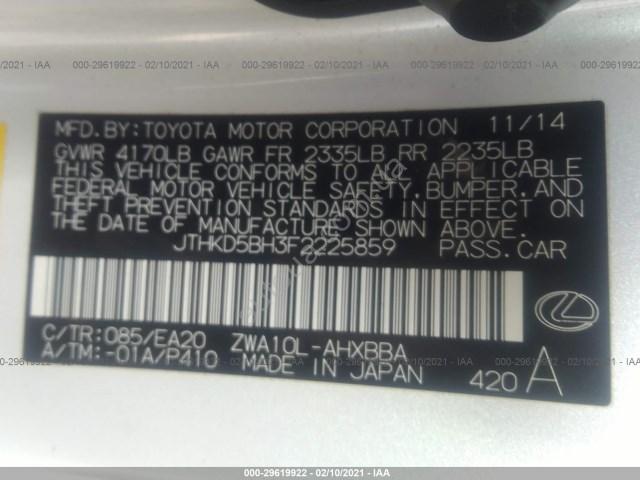 000-29619922 - 02/10/2021 - IAA
MFD.BY:TOYOTA MOTOR CORPORATION 11/14
GVWR 4170LB GAWR FR 2335LB RR 2235LB
THIS VEHICLE CONFORMS TO ALL APPLICABLE
FEDERAL MOTOR VEHICLE SAFETY,BUMPER,AND
THEFT PREVENTION STANDARDS IN EFFECT ON
THE DATE OF MANUFACTURE SHOWN ABOVE.
JTHKD5BH3F2225859 PASS.CAR
C/TR:085/EA20 ZWA10L-AHXBBA
A/TM:-01A/P410 MADE IN JAPAN 420 A
000-29619922 - 02/10/2021 - IAA